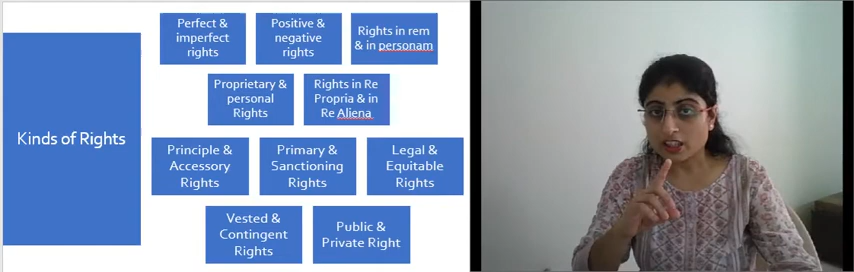 Kinds of Rights
Perfect &
imperfect
rights
Positive &
negative
rights
Rights in rem
& in personam
Proprietary &
personal
Rights
Rights in Re
Propria & in
Re Aliena
Principle &
Accessory
Rights
Primary &
Sanctioning
Rights
Legal &
Equitable
Rights
Vested &
Contingent
Rights
Public &
Private Right